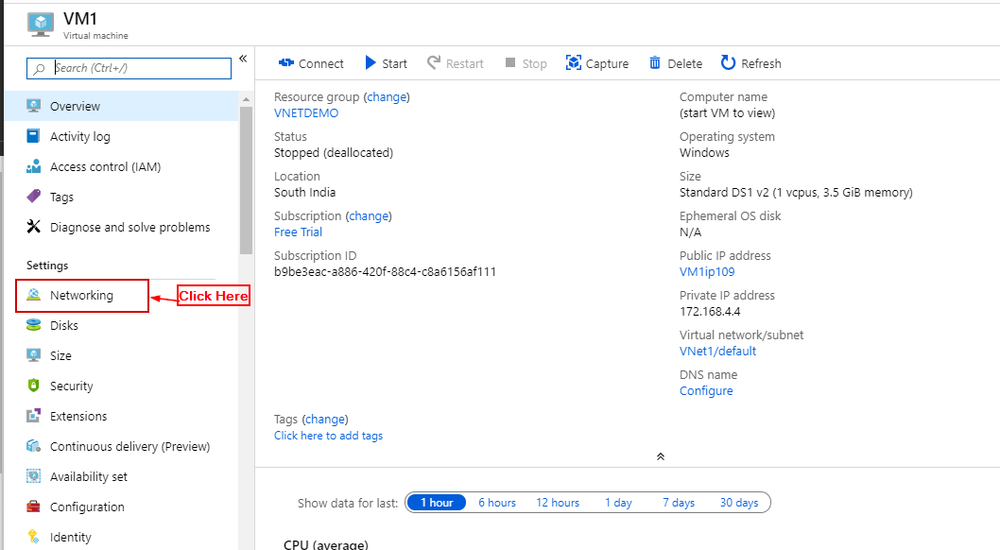 VM1
Virtual machine
Search (Ctrl+/)
«
Overview
Activity log
Access control (IAM)
Tags
Diagnose and solve problems
Settings
Networking
Click Here
Disks
Size
Security
Extensions
Continuous delivery (Preview)
Availability set
Configuration
Identity
Connect Start Restart Stop Capture Delete Refresh
Resource group (change)
VNETDEMO
Status
Stopped (deallocated)
Location
South India
Subscription (change)
Free Trial
Subscription ID
b9be3eac-a886-420f-88c4-c8a6156af111
Computer name
(start VM to view)
Operating system
Windows
Size
Standard DS1 v2 (1 vcpus, 3.5 GiB memory)
Ephemeral OS disk
N/A
Public IP address
VM1ip109
Private IP address
172.168.4.4
Virtual network/subnet
VNet1/default
DNS name
Configure
Tags (change)
Click here to add tags
Show data for last: 1 hour 6 hours 12 hours 1 day 7 days 30 days
CPU (average)